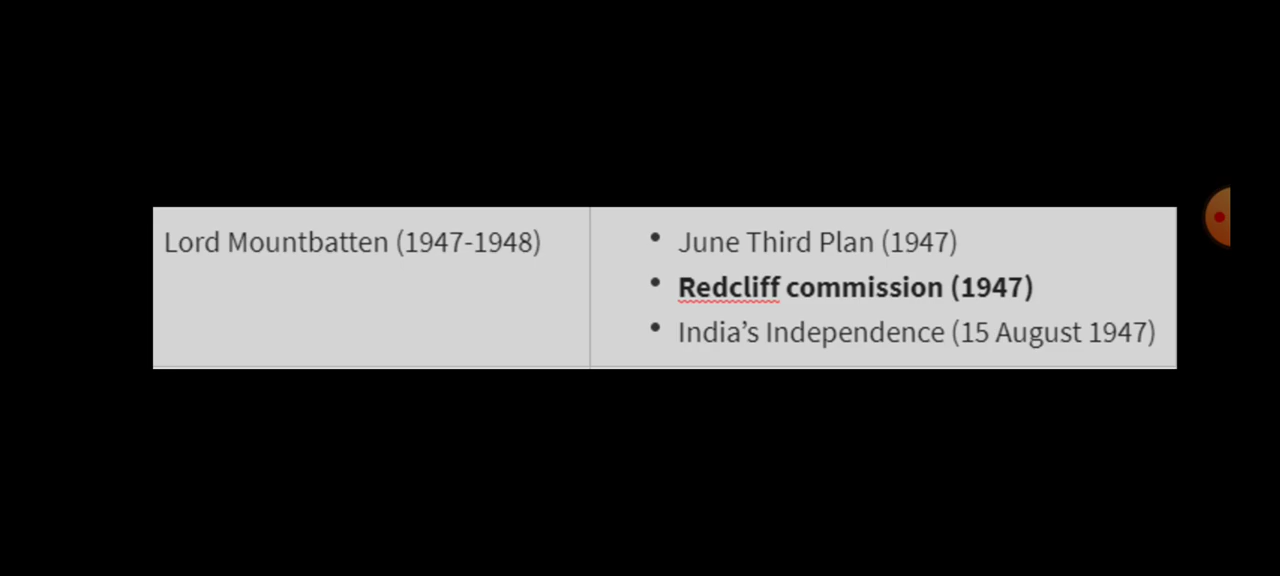 Lord Mountbatten (1947-1948)
• June Third Plan (1947)
• Redcliff commission (1947)
• India’s Independence (15 August 1947)